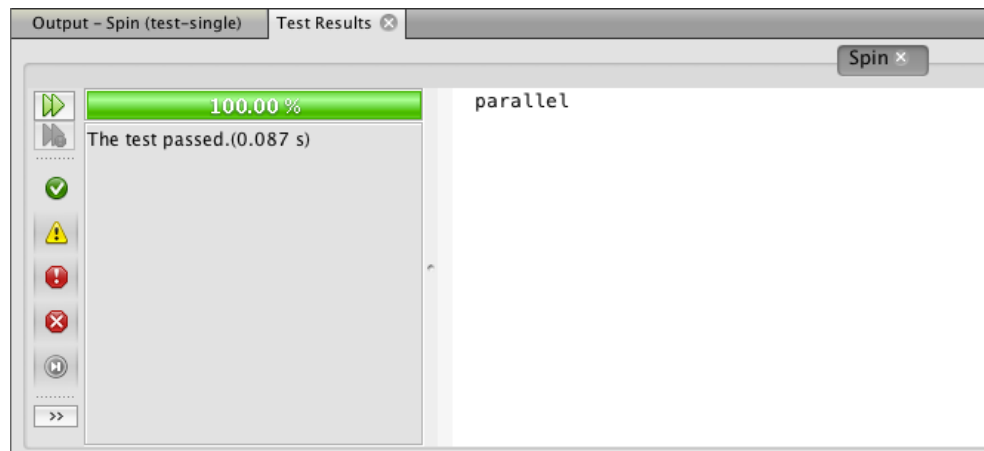 Output – Spin (test-single)
Test Results
Spin
100.00 %
parallel
The test passed.(0.087 s)
>>